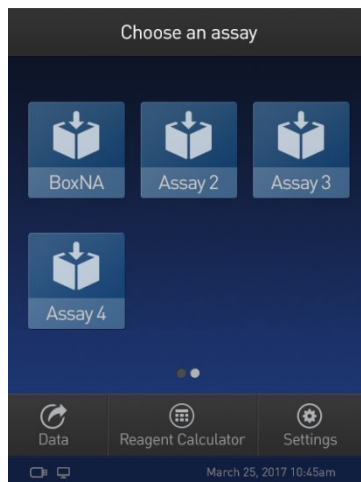 Choose an assay
BoxNA Assay 2 Assay 3
Assay 4
Data Reagent Calculator Settings
March 25, 2017 10:45am